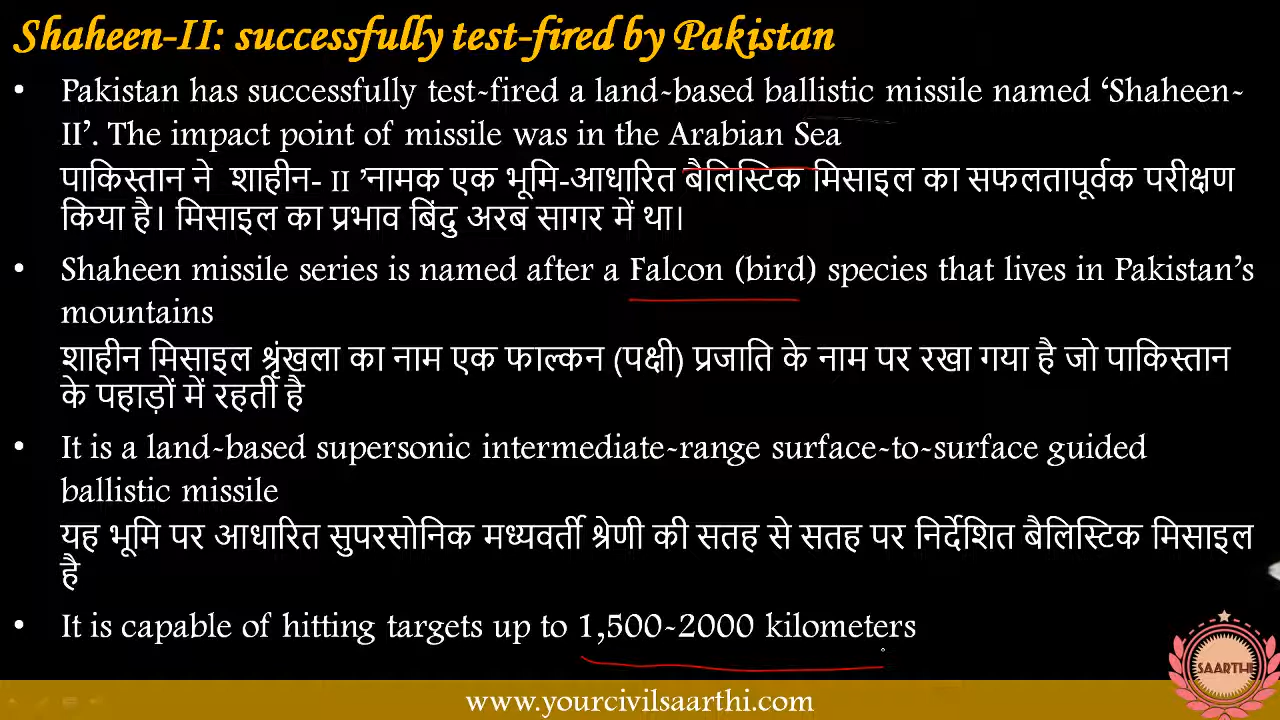 Shaheen-II: successfully test-fired by Pakistan
• Pakistan has successfully test-fired a land-based ballistic missile named ‘Shaheen-
II’. The impact point of missile was in the Arabian Sea
पाकिस्तान ने शाहीन- II ’नामक एक भूमि-आधारित बैलिस्टिक मिसाइल का सफलतापूर्वक परीक्षण
किया है। मिसाइल का प्रभाव बिंदु अरब सागर में था।
• Shaheen missile series is named after a Falcon (bird) species that lives in Pakistan’s
mountains
शाहीन मिसाइल श्रृंखला का नाम एक फाल्कन (पक्षी) प्रजाति के नाम पर रखा गया है जो पाकिस्तान
के पहाड़ों में रहती है
• It is a land-based supersonic intermediate-range surface-to-surface guided
ballistic missile
यह भूमि पर आधारित सुपरसोनिक मध्यवर्ती श्रेणी की सतह से सतह पर निर्देशित बैलिस्टिक मिसाइल
है
• It is capable of hitting targets up to 1,500-2000 kilometers
SAARTHI
www.yourcivilsaarthi.com